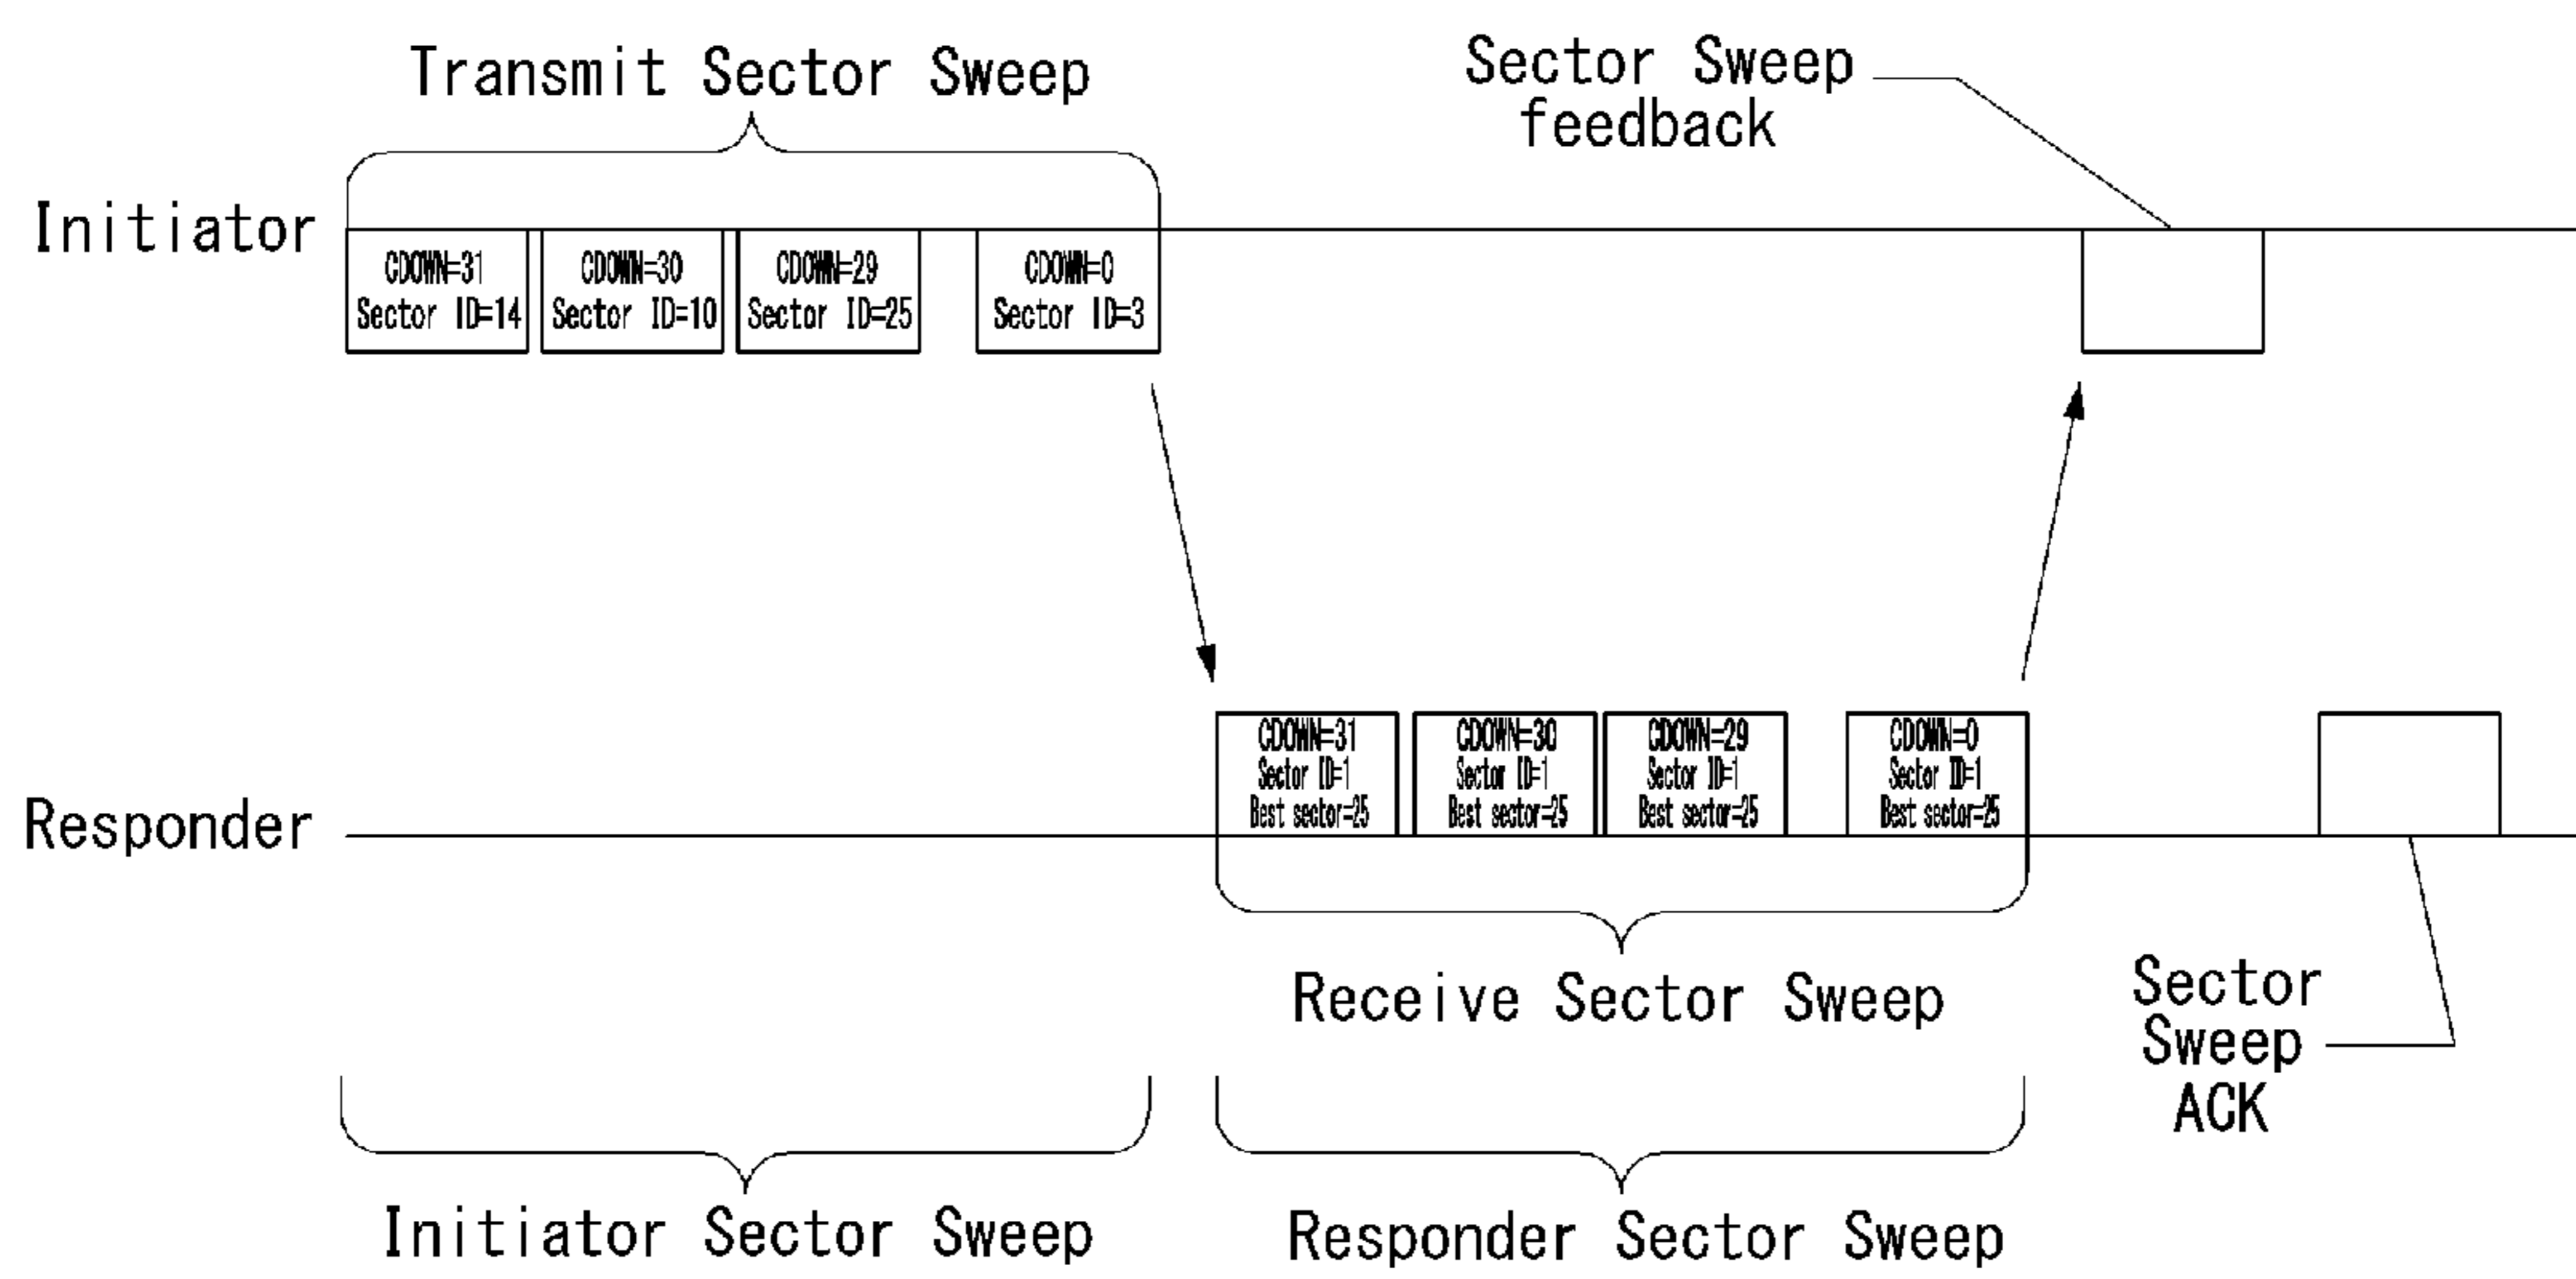 Transmit Sector Sweep
Sector Sweep
feedback
Initiator
CDOWN=31
Sector ID=14
CDOWN=30
Sector ID=10
CDOWN=29
Sector ID=25
CDOWN=0
Sector ID=3
Responder
CDOWN=31
Sector ID=1
Best sector=25
CDOWN=30
Sector ID=1
Best sector=25
CDOWN=29
Sector ID=1
Best sector=25
CDOWN=0
Sector ID=1
Best sector=25
Receive Sector Sweep
Sector
Sweep
ACK
Initiator Sector Sweep
Responder Sector Sweep